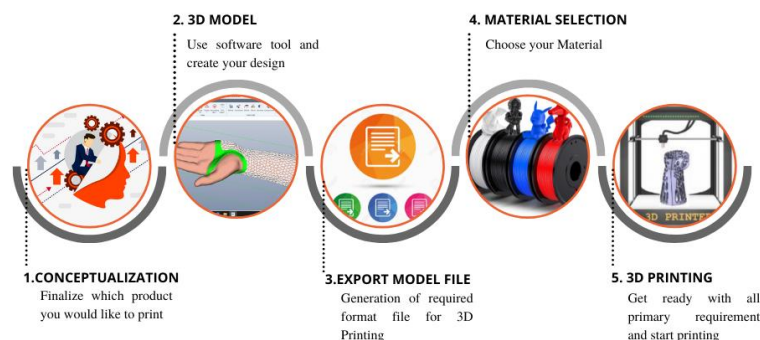 2. 3D MODEL
Use software tool and
create your design
4. MATERIAL SELECTION
Choose your Material
3D PRINTER
1.CONCEPTUALIZATION
Finalize which product
you would like to print
3.EXPORT MODEL FILE
Generation of required
format file for 3D
Printing
5. 3D PRINTING
Get ready with all
primary requirement
and start printing